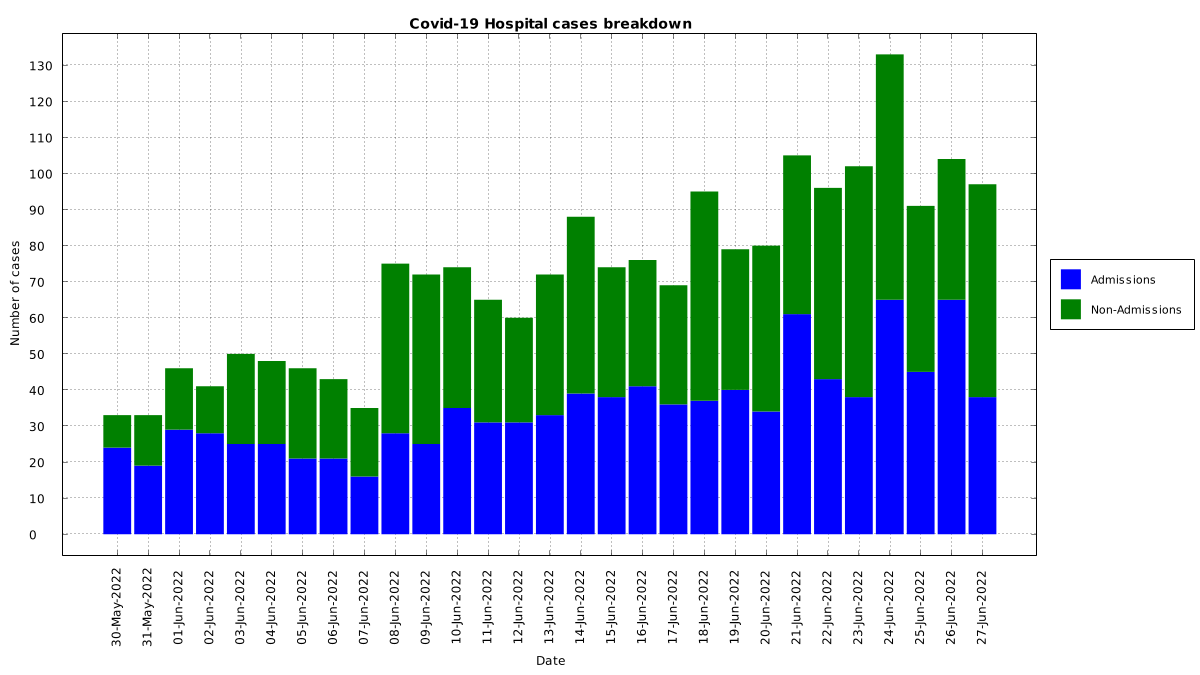 Covid-19 Hospital cases breakdown
130
120
110
100
90
80
70
60
50
40
30
20
10
0
Number of cases
Admissions
Non-Admissions
30-May-2022
31-May-2022
01-Jun-2022
02-Jun-2022
03-Jun-2022
04-Jun-2022
05-Jun-2022
06-Jun-2022
07-Jun-2022
08-Jun-2022
09-Jun-2022
10-Jun-2022
11-Jun-2022
12-Jun-2022
13-Jun-2022
14-Jun-2022
15-Jun-2022
16-Jun-2022
17-Jun-2022
18-Jun-2022
19-Jun-2022
20-Jun-2022
21-Jun-2022
22-Jun-2022
23-Jun-2022
24-Jun-2022
25-Jun-2022
26-Jun-2022
27-Jun-2022
Date